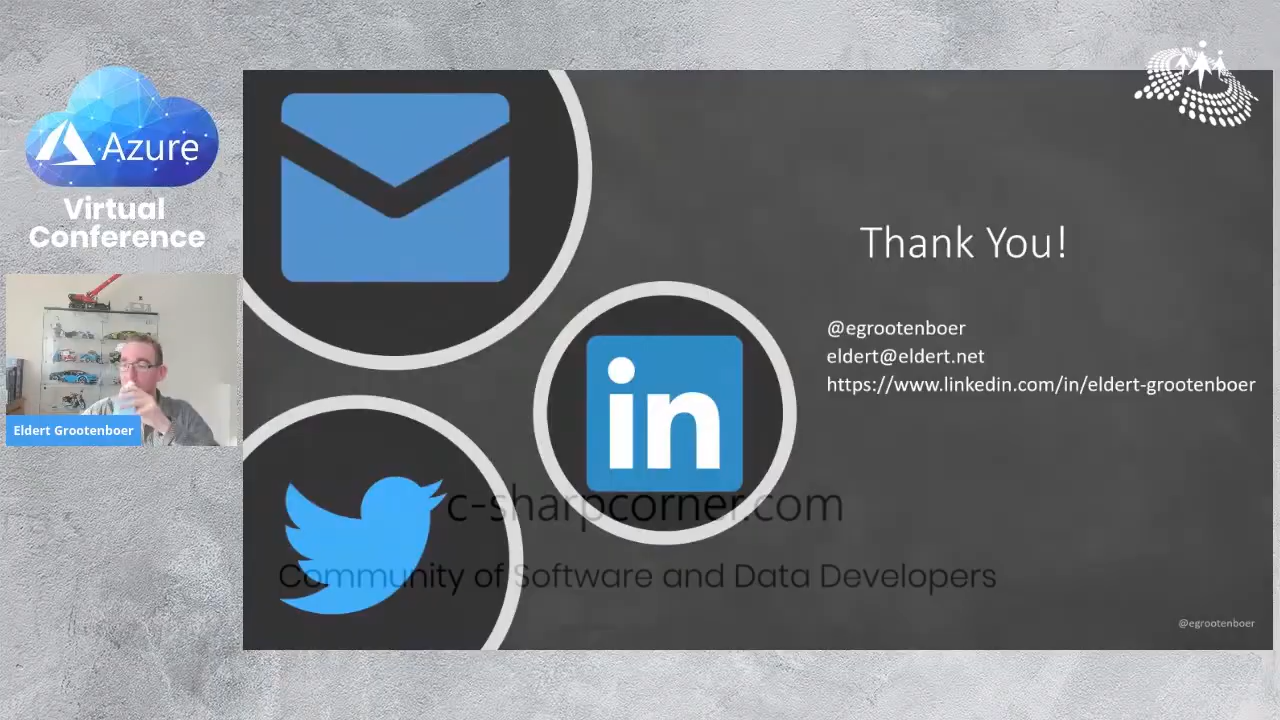 Azure
Virtual
Conference
Eldert Grootenboer
Thank You!
@egrootenboer
eldert@eldert.net
https://www.linkedin.com/in/eldert-grootenboer
in
c-sharpcorner.com
Community of Software and Data Developers
@egrootenboer